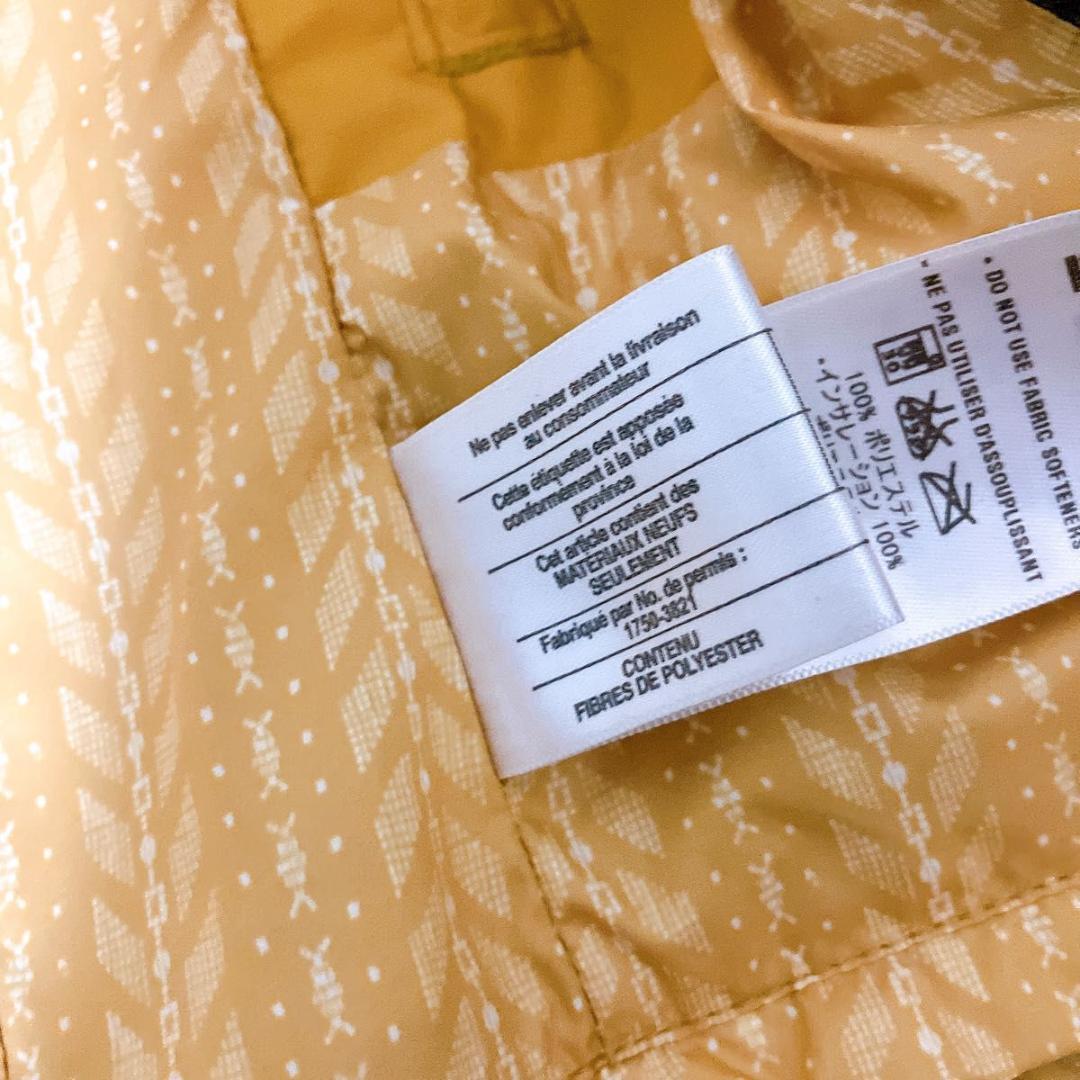 Ne pas enlever avant la livraison
au consommateur
Cette étiquette est apposée
conformément à la loi de la
province
Cet article contient des
MATERIAUX NEUFS
SEULEMENT
Fabriqué par No. de permis :
1750-3821
CONTENU
FIBRES DE POLYESTER
100% ポリエステル
・インサレーション 100%
- NE PAS UTILISER D'ASSOUPLISSANT
• DO NOT USE FABRIC SOFTENERS